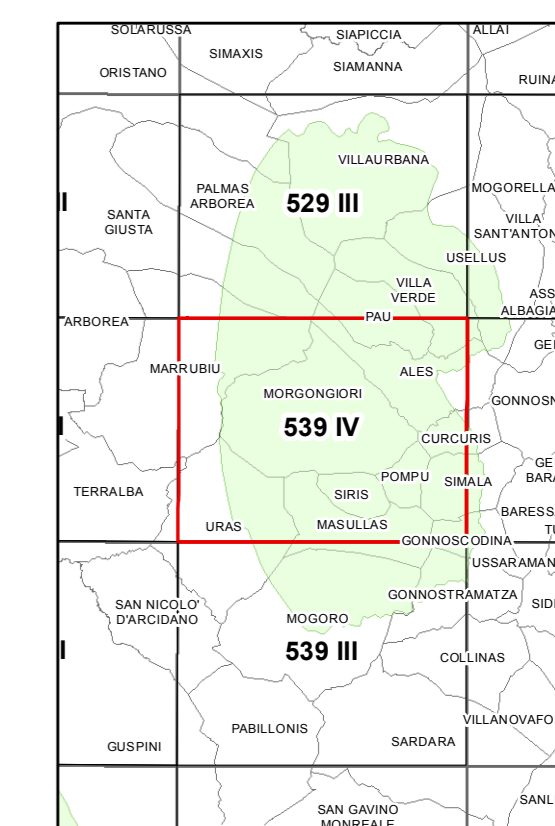 SOLARUSSA
SIAPICCIA
ALLAI
SIMAXIS
SIAMANNA
ORISTANO
RUINA
VILLAURBANA
PALMAS
ARBOREA
529 III
MOGORELLA
II
SANTA
GIUSTA
VILLA
SANT'ANTON
USELLUS
VILLA
VERDE
ASS
ALBAGIA
PAU
ARBOREA
GE
MARRUBIU
ALES
MORGONGIORI
GONNOSN
539 IV
I
CURCURIS
GE
BARA
POMPU
SIMALA
TERRALBA
SIRIS
BARESS
URAS
MASULLAS
TU
GONNOSCODINA
USSARAMAN
GONNOSTRAMATZA
SAN NICOLO'
D'ARCIDANO
SIDI
MOGORO
539 III
I
COLLINAS
VILLANOVAFO
PABILLONIS
SARDARA
GUSPINI
SANL
SAN GAVINO
MONREALE